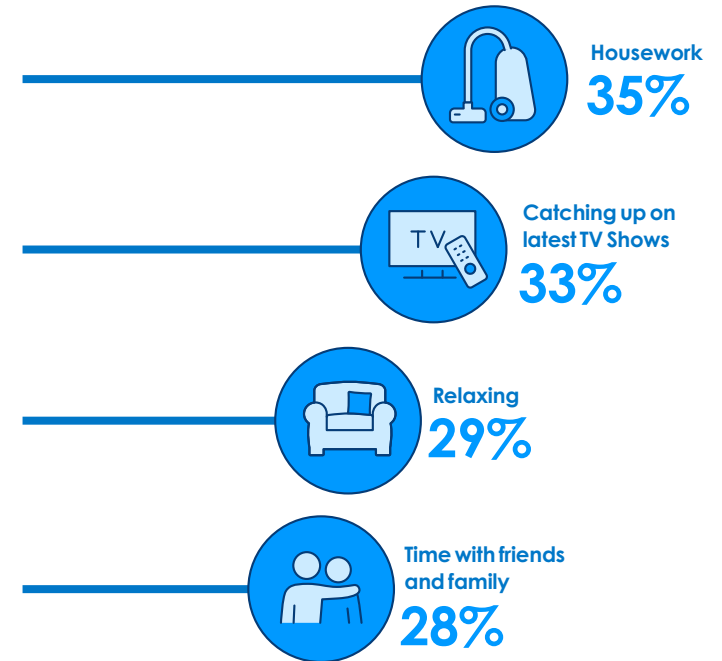 Housework
35%
TV
Catching up on
latest TV Shows
33%
Relaxing
29%
Time with friends
and family
28%